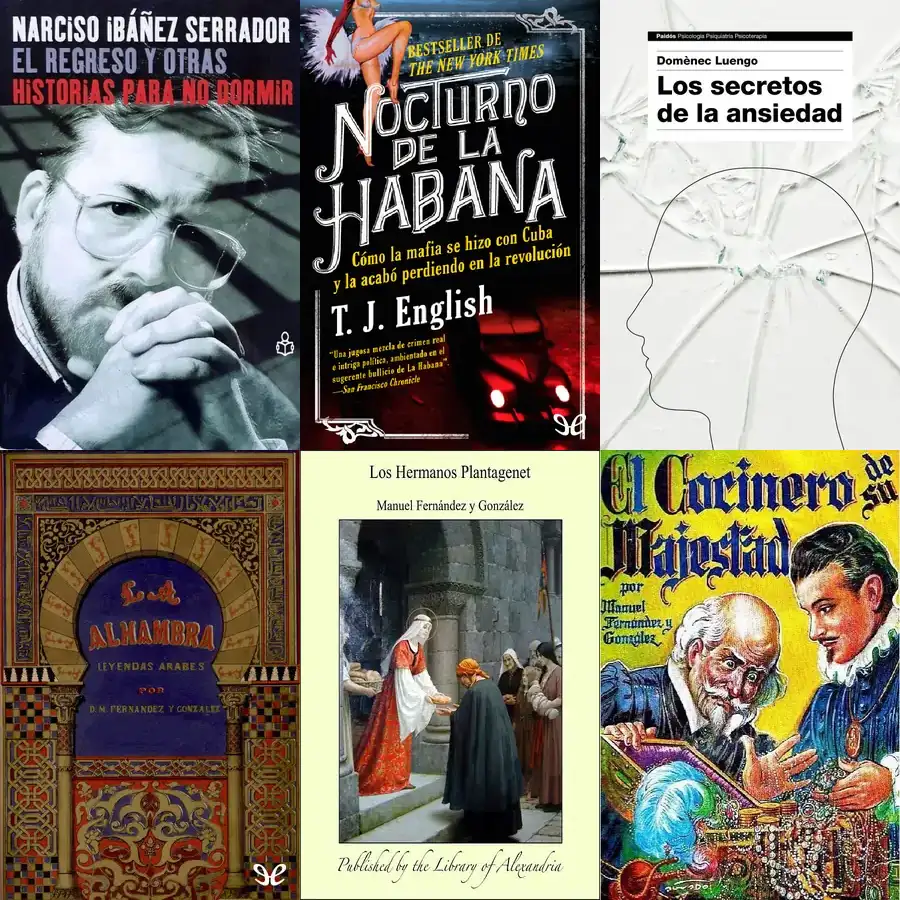 NARCISO IBÁÑEZ SERRADOR
EL REGRESO Y OTRAS
HISTORIAS PARA NO DORMIR
BESTSELLER DE
THE NEW YORK TIMES
NOCTURNO
DE LA
HABANA
Cómo la mafia se hizo con Cuba
y la acabó perdiendo en la revolución
T. J. English
"Una jugosa mezcla de crimen real
e intriga política, ambientado en el
sugerente bullicio de La Habana".
—San Francisco Chronicle
Paidós Psicología Psiquiatría Psicoterapia
Domènec Luengo
Los secretos
de la ansiedad
LA
ALHAMBRA
LEYENDAS ARABES
POR
D. M. FERNANDEZ Y GONZALEZ
Los Hermanos Plantagenet
Manuel Fernández y González
Published by the Library of Alexandria
El Cocinero de su
Majestad
por
Manuel
Fernandez y
González